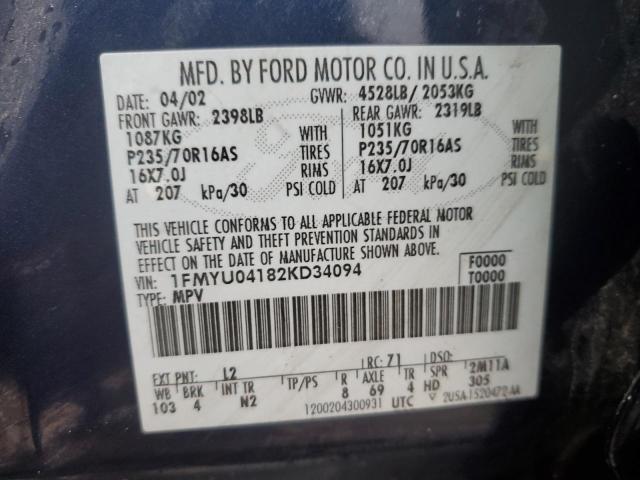 MFD. BY FORD MOTOR CO. IN U.S.A.
DATE: 04/02 GVWR: 4528LB/ 2053KG
FRONT GAWR: 2398LB REAR GAWR: 2319LB
1087KG WITH 1051KG WITH
P235/70R16AS TIRES P235/70R16AS TIRES
16X7.0J RIMS 16X7.0J RIMS
AT 207 kPa/30 PSI COLD AT 207 kPa/30 PSI COLD
THIS VEHICLE CONFORMS TO ALL APPLICABLE FEDERAL MOTOR
VEHICLE SAFETY AND THEFT PREVENTION STANDARDS IN
EFFECT ON THE DATE OF MANUFACTURE SHOWN ABOVE.
VIN: 1FMYU04182KD34094 F0000
TYPE: MPV T0000
EXT PNT: L2 RC: 71 DSO:
WB BRK INT TR TP/PS R AXLE TR SPR 2M11A
103 4 N2 8 69 4 HD 305
1200204300931 UTC 2USA-1520472-AA